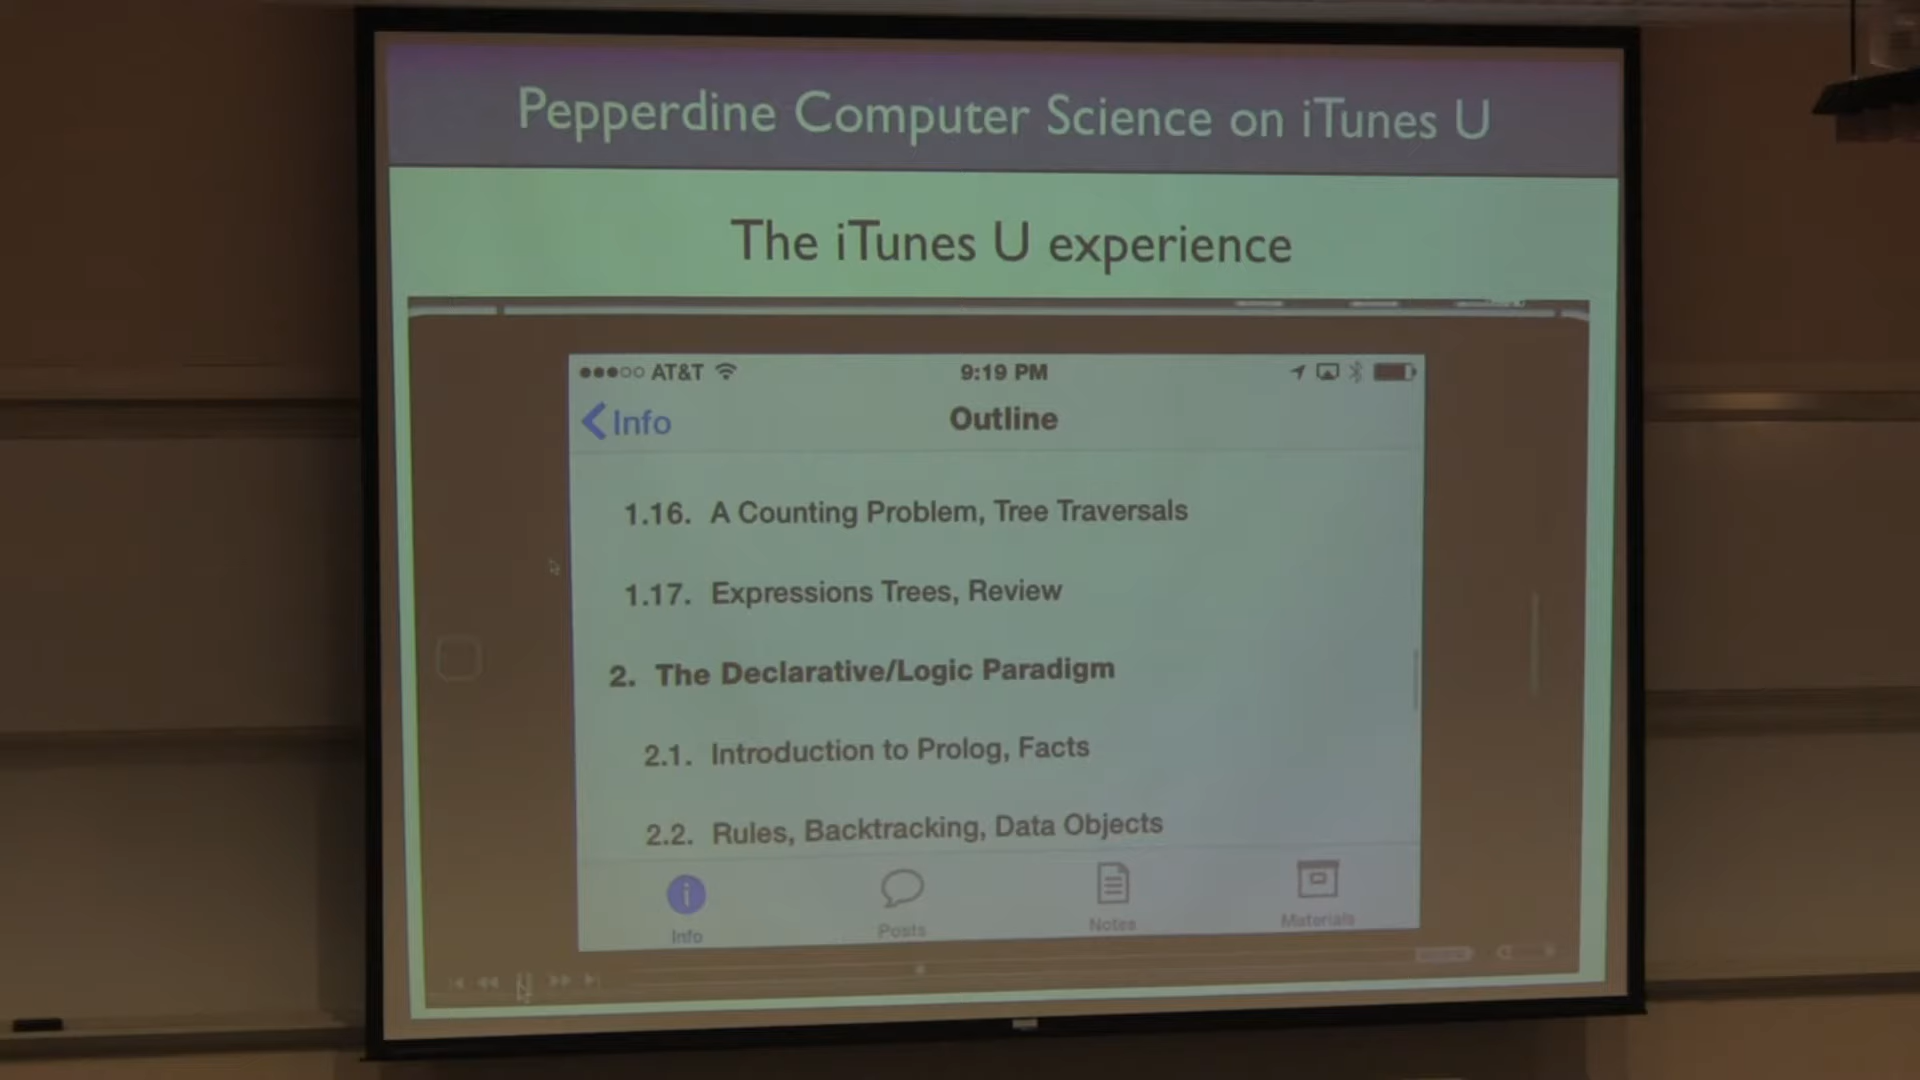 Pepperdine Computer Science on iTunes U
The iTunes U experience
AT&T 9:19 PM
Info Outline
1.16. A Counting Problem, Tree Traversals
1.17. Expressions Trees, Review
2. The Declarative/Logic Paradigm
2.1. Introduction to Prolog, Facts
2.2. Rules, Backtracking, Data Objects
Info Posts Notes Materials